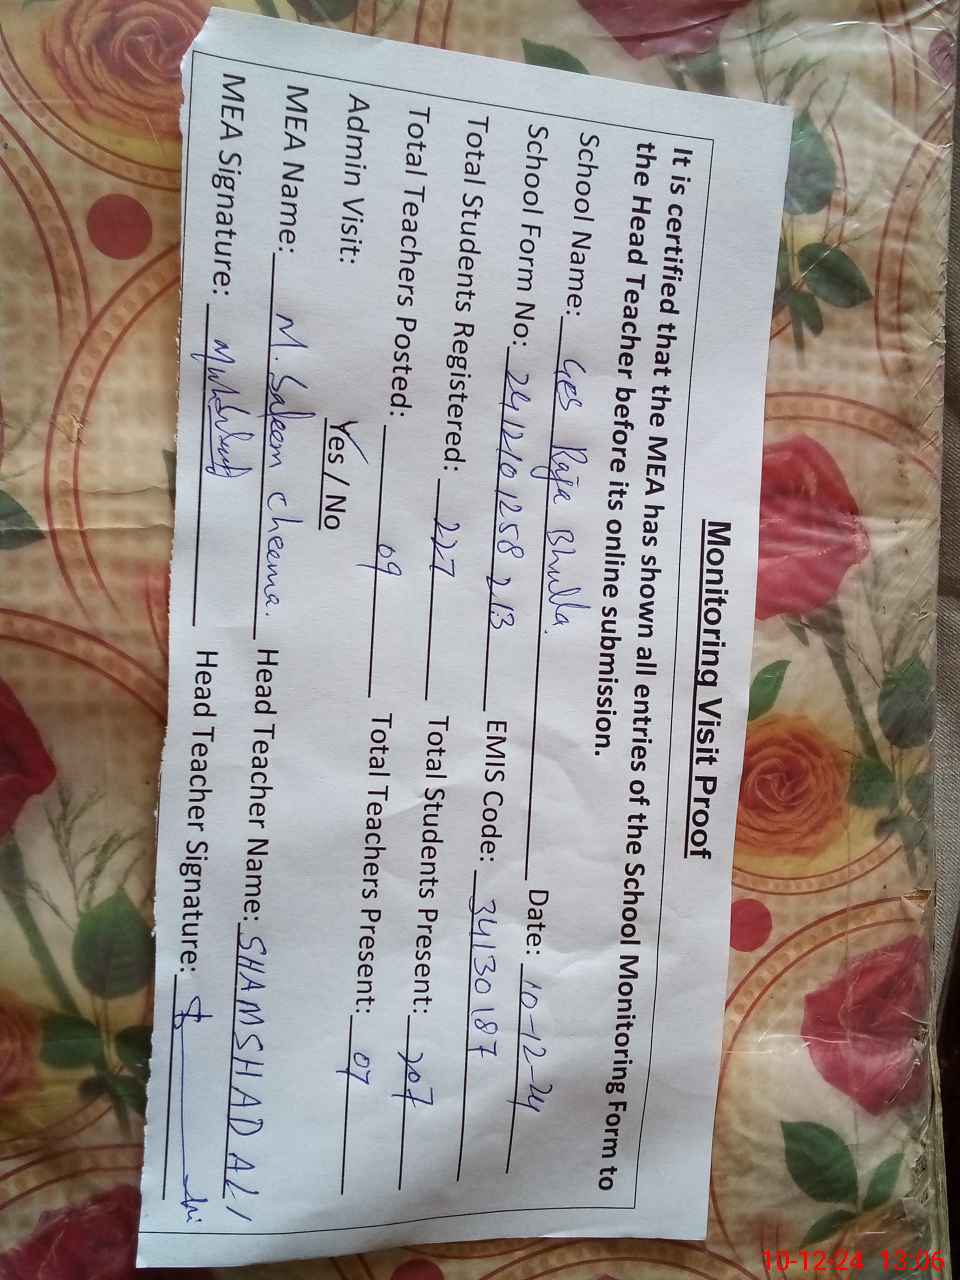 Monitoring Visit Proof
It is certified that the MEA has shown all entries of the School Monitoring Form to
the Head Teacher before its online submission.
School Name: GES Raja Bhulla. Date: 10-12-24
School Form No: 2412101258213 EMIS Code: 34130187
Total Students Registered: 227 Total Students Present: 207
Total Teachers Posted: 09 Total Teachers Present: 07
Admin Visit: Yes / No
MEA Name: M. Saleem cheema. Head Teacher Name: SHAMSHAD ALI
MEA Signature: Head Teacher Signature:
10-12-24 13:06